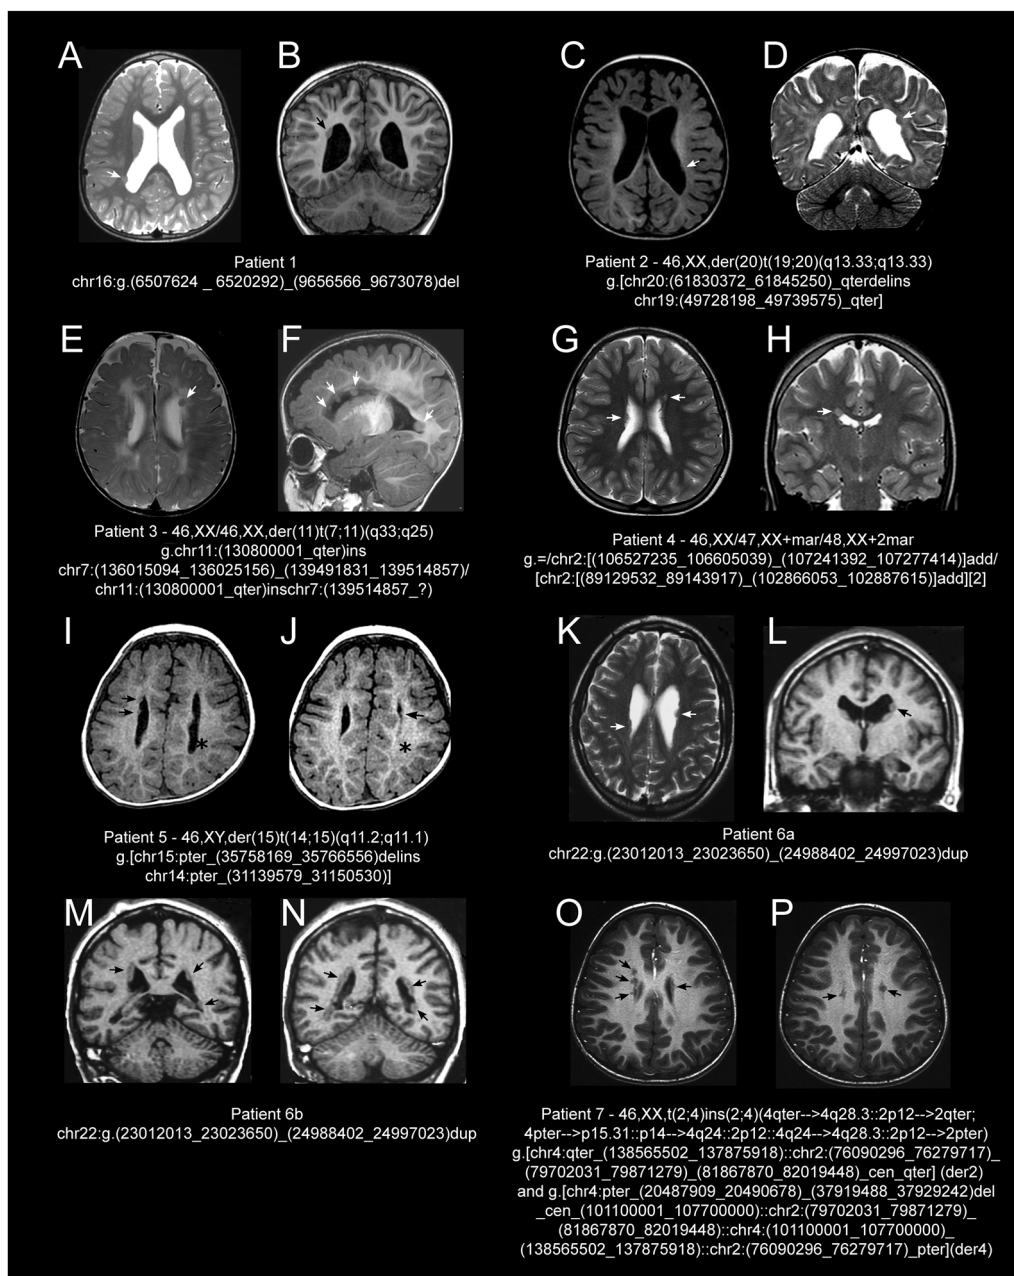 A
B
C
D
Patient 1
chr16:g.(6507624 _ 6520292)_(9656566_9673078)del
Patient 2 - 46,XX,der(20)t(19;20)(q13.33;q13.33)
g.[chr20:(61830372_61845250)_qterdelins
chr19:(49728198_49739575)_qter]
E
F
G
H
Patient 3 - 46,XX/46,XX,der(11)t(7;11)(q33;q25)
g.chr11:(130800001_qter)ins
chr7:(136015094_136025156)_(139491831_139514857)/
chr11:(130800001_qter)inschr7:(139514857_?)
Patient 4 - 46,XX/47,XX+mar/48,XX+2mar
g.=/chr2:[(106527235_106605039)_(107241392_107277414)]add/
[chr2:[(89129532_89143917)_(102866053_102887615)]add][2]
I
J
*
*
K
L
Patient 5 - 46,XY,der(15)t(14;15)(q11.2;q11.1)
g.[chr15:pter_(35758169_35766556)delins
chr14:pter_(31139579_31150530)]
Patient 6a
chr22:g.(23012013_23023650)_(24988402_24997023)dup
M
N
O
P
Patient 6b
chr22:g.(23012013_23023650)_(24988402_24997023)dup
Patient 7 - 46,XX,t(2;4)ins(2;4)(4qter-->4q28.3::2p12-->2qter;
4pter-->p15.31::p14-->4q24::2p12::4q24-->4q28.3::2p12-->2pter)
g.[chr4:qter_(138565502_137875918)::chr2:(76090296_76279717)_
(79702031_79871279)_(81867870_82019448)_cen_qter] (der2)
and g.[chr4:pter_(20487909_20490678)_(37919488_37929242)del
_cen_(101100001_107700000)::chr2:(79702031_79871279)_
(81867870_82019448)::chr4:(101100001_107700000)_
(138565502_137875918)::chr2:(76090296_76279717)_pter](der4)